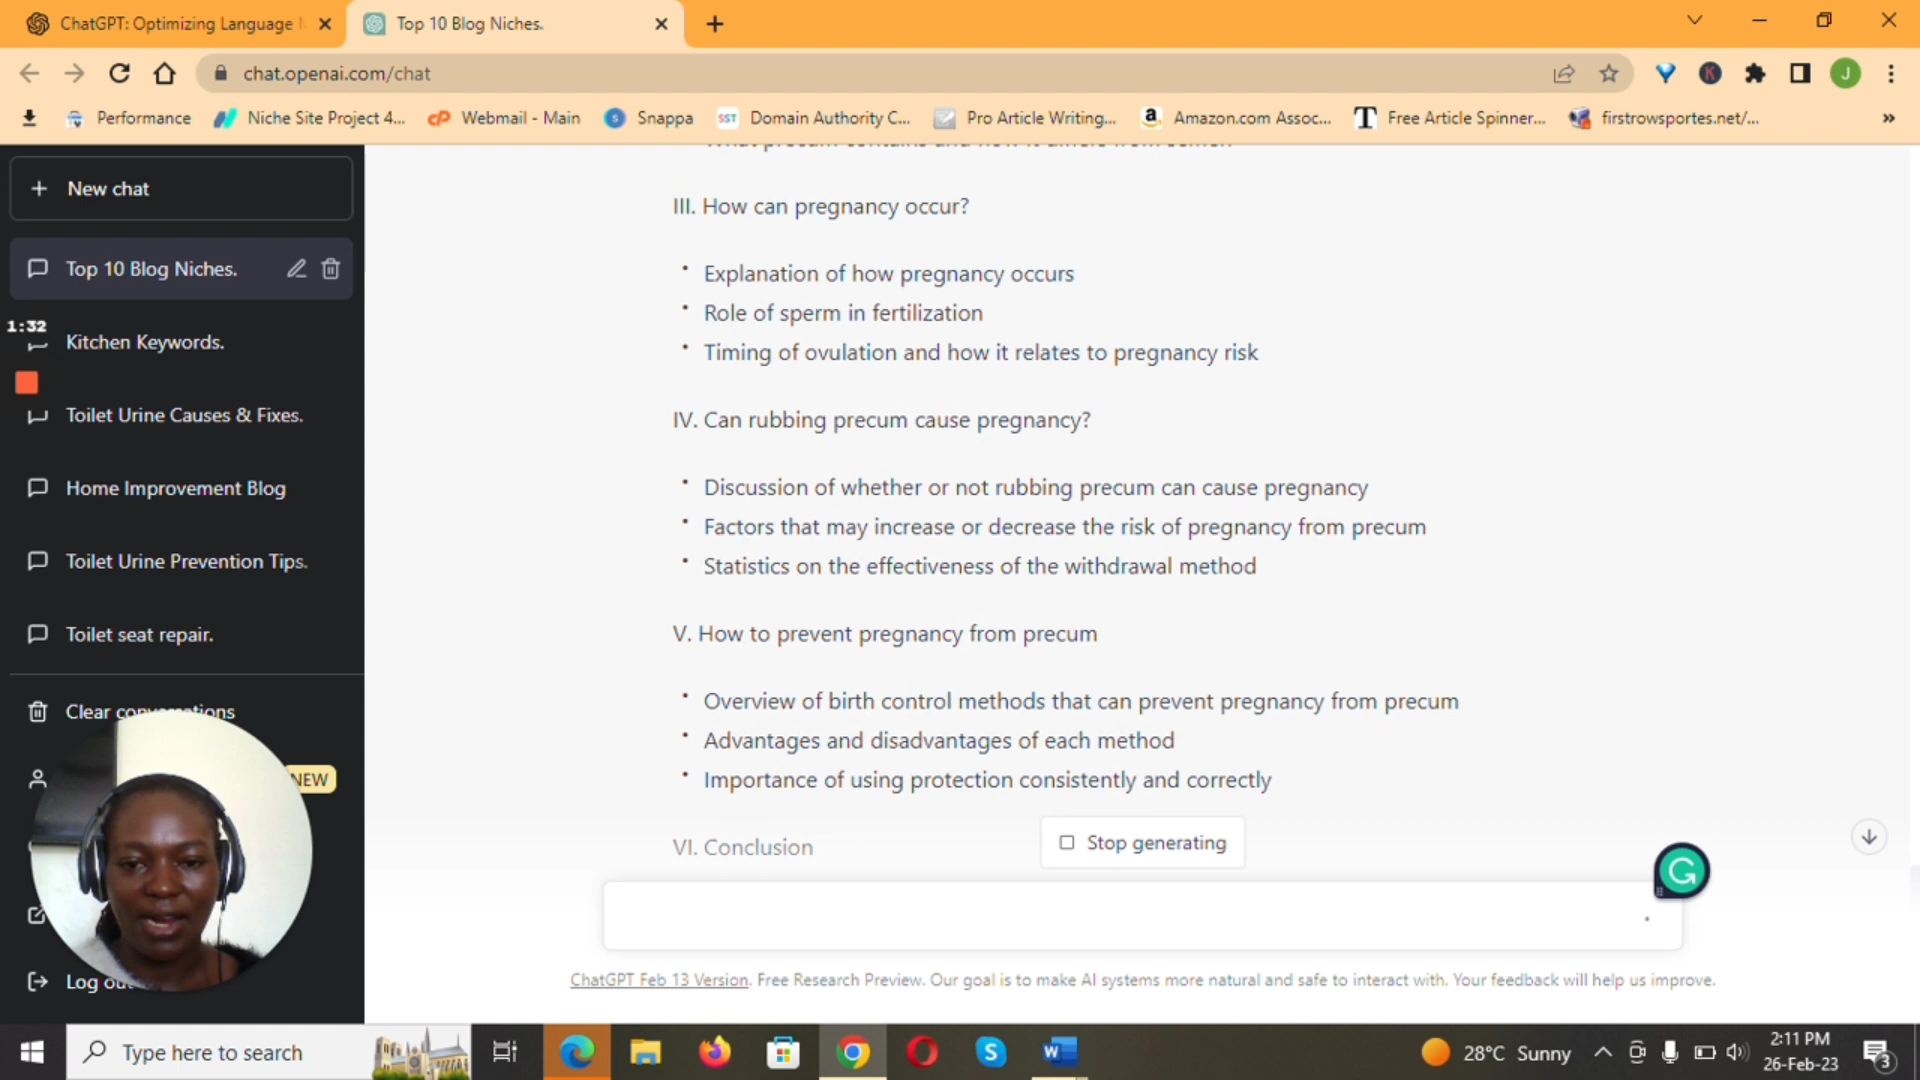 ChatGPT: Optimizing Language
Top 10 Blog Niches.
chat.openai.com/chat
K
J
Performance
Niche Site Project 4...
cP
Webmail - Main
S
Snappa
SST
Domain Authority C...
Pro Article Writing...
a
Amazon.com Assoc...
T
Free Article Spinner...
firstrowsportes.net/...
»
New chat
Top 10 Blog Niches.
1:32
Kitchen Keywords.
Toilet Urine Causes & Fixes.
Home Improvement Blog
Toilet Urine Prevention Tips.
Toilet seat repair.
Clear conversations
NEW
Log out
III. How can pregnancy occur?
• Explanation of how pregnancy occurs
• Role of sperm in fertilization
• Timing of ovulation and how it relates to pregnancy risk
IV. Can rubbing precum cause pregnancy?
• Discussion of whether or not rubbing precum can cause pregnancy
• Factors that may increase or decrease the risk of pregnancy from precum
• Statistics on the effectiveness of the withdrawal method
V. How to prevent pregnancy from precum
• Overview of birth control methods that can prevent pregnancy from precum
• Advantages and disadvantages of each method
• Importance of using protection consistently and correctly
VI. Conclusion
Stop generating
G
ChatGPT Feb 13 Version. Free Research Preview. Our goal is to make AI systems more natural and safe to interact with. Your feedback will help us improve.
Type here to search
S
W
28°C Sunny
2:11 PM
26-Feb-23
3